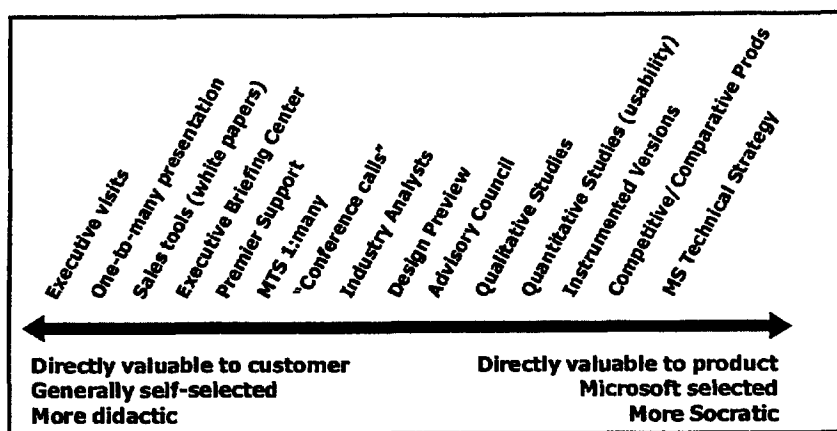 Executive visits
One-to-many presentation
Sales tools (white papers)
Executive Briefing Center
Premier Support
MTS 1:many
"Conference calls"
Industry Analysts
Design Preview
Advisory Council
Qualitative Studies
Quantitative Studies (usability)
Instrumented Versions
Competitive/Comparative Prods
MS Technical Strategy
Directly valuable to customer
Generally self-selected
More didactic
Directly valuable to product
Microsoft selected
More Socratic